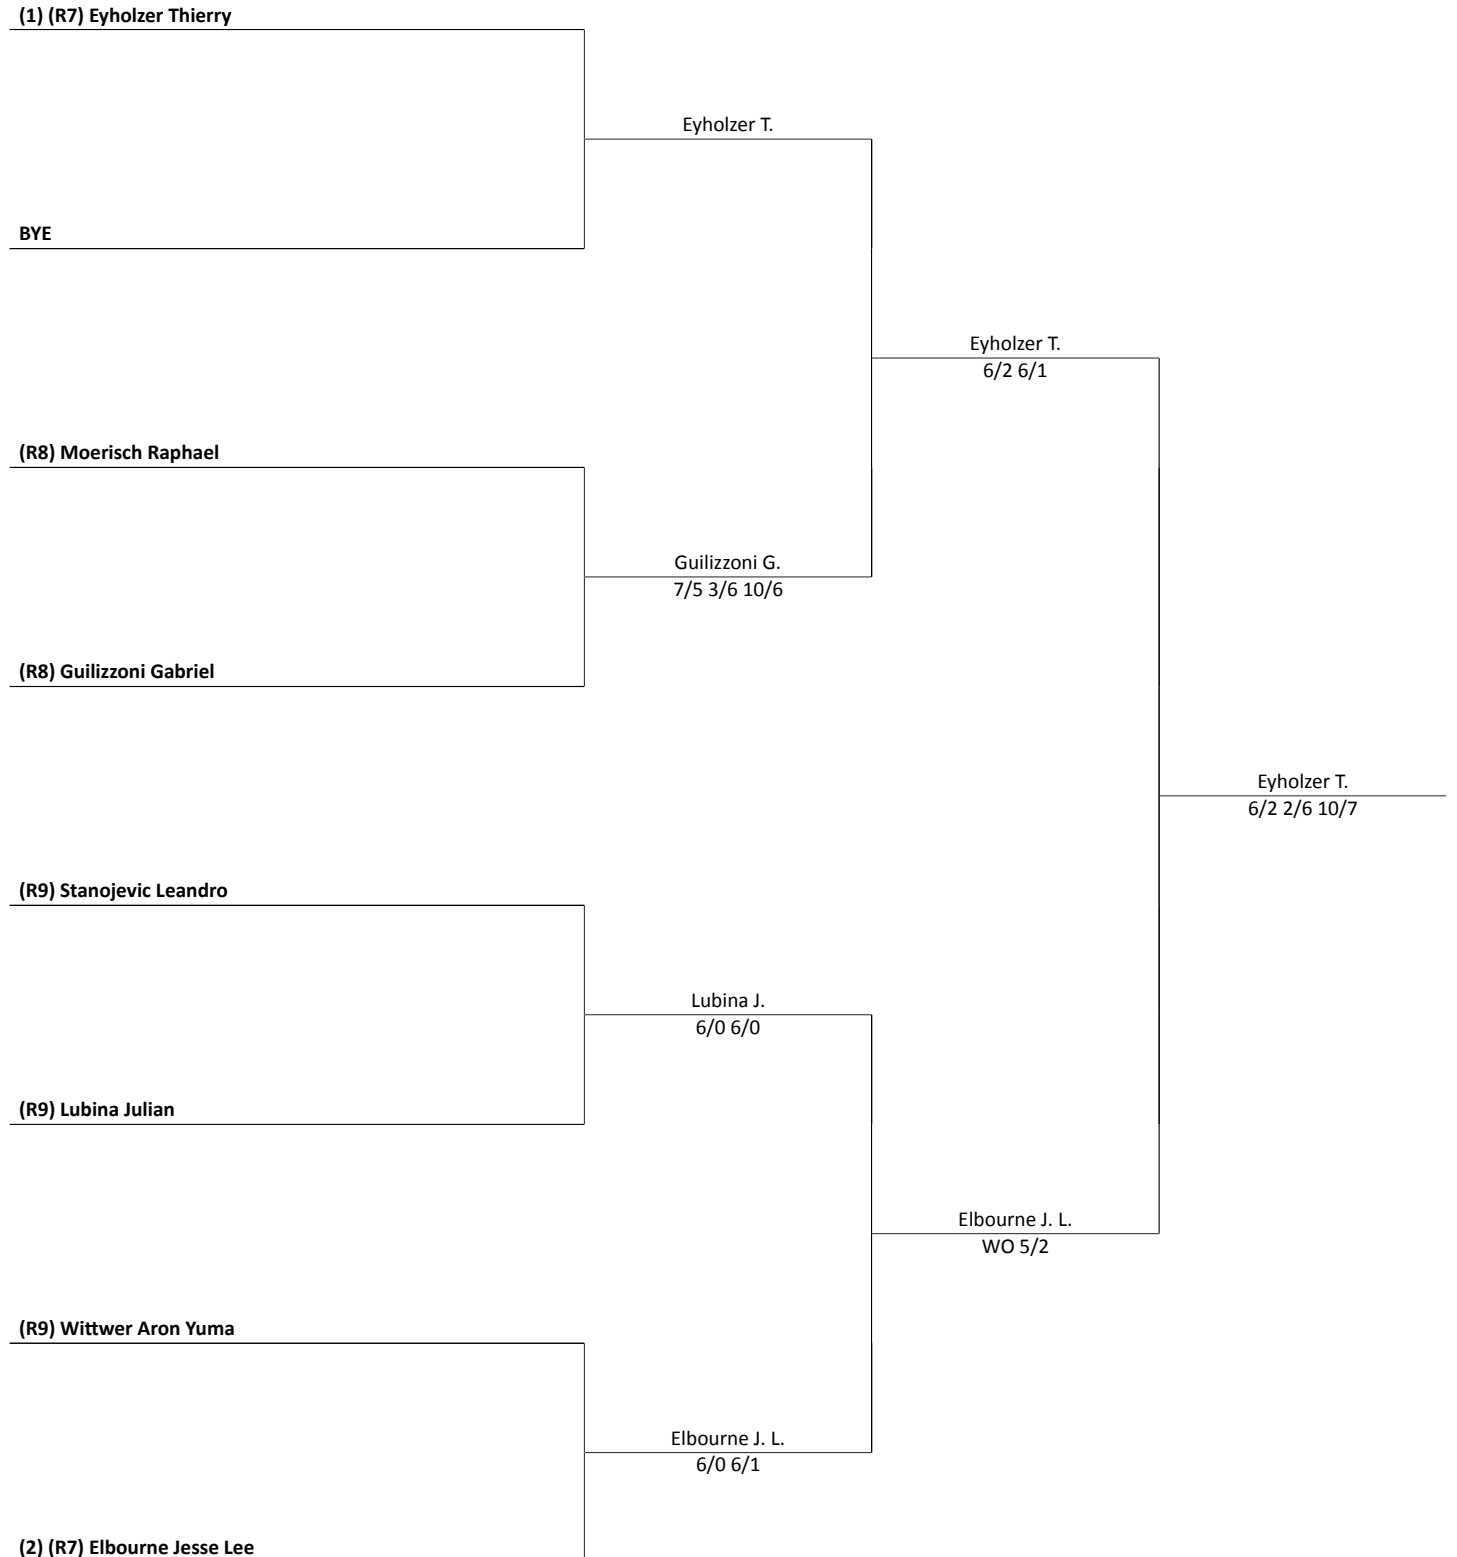 (1) (R7) Eyholzer Thierry
Eyholzer T.
BYE
Eyholzer T.
6/2 6/1
(R8) Moerisch Raphael
Guilizzoni G.
7/5 3/6 10/6
(R8) Guilizzoni Gabriel
Eyholzer T.
6/2 2/6 10/7
(R9) Stanojevic Leandro
Lubina J.
6/0 6/0
(R9) Lubina Julian
Elbourne J. L.
WO 5/2
(R9) Wittwer Aron Yuma
Elbourne J. L.
6/0 6/1
(2) (R7) Elbourne Jesse Lee